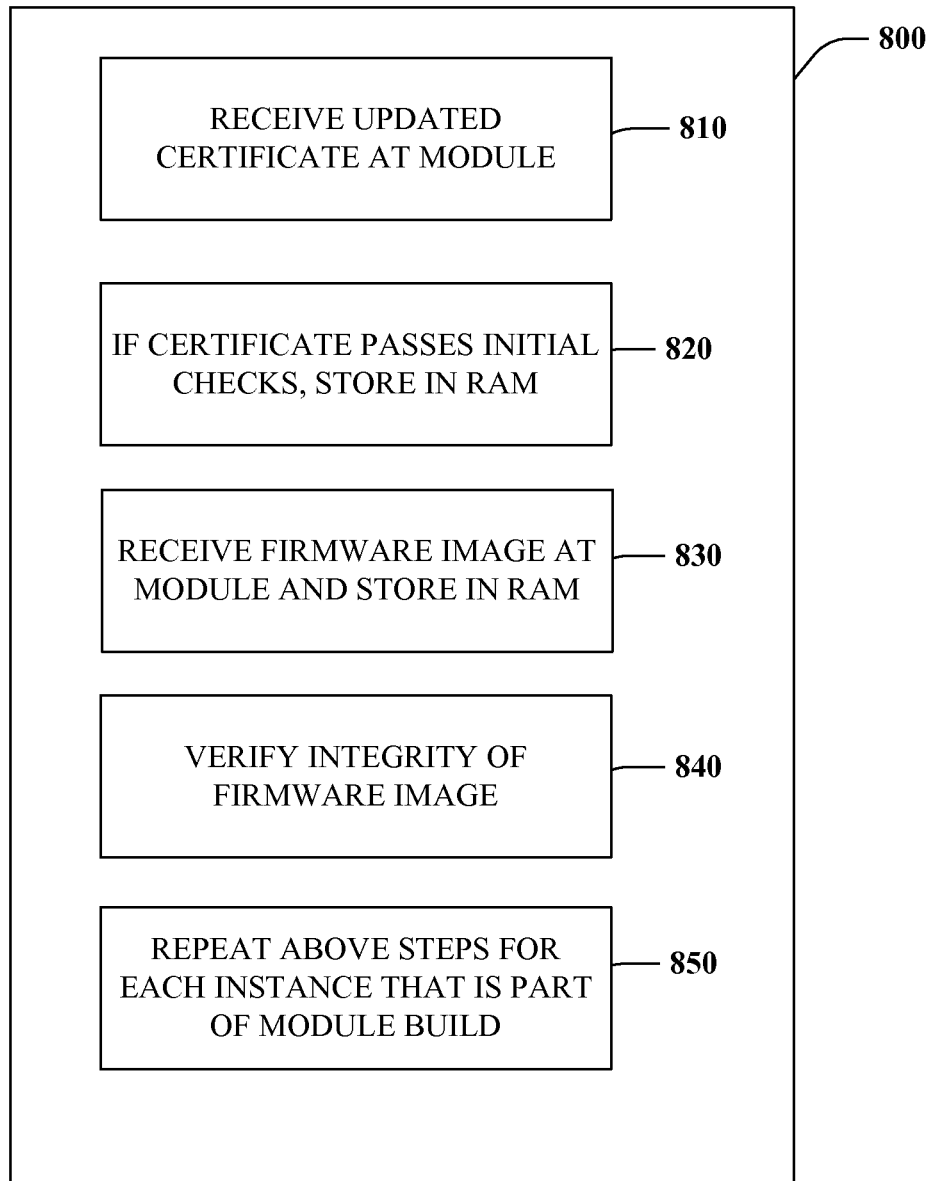 800
RECEIVE UPDATED
CERTIFICATE AT MODULE
810
IF CERTIFICATE PASSES INITIAL
CHECKS, STORE IN RAM
820
RECEIVE FIRMWARE IMAGE AT
MODULE AND STORE IN RAM
830
VERIFY INTEGRITY OF
FIRMWARE IMAGE
840
REPEAT ABOVE STEPS FOR
EACH INSTANCE THAT IS PART
OF MODULE BUILD
850